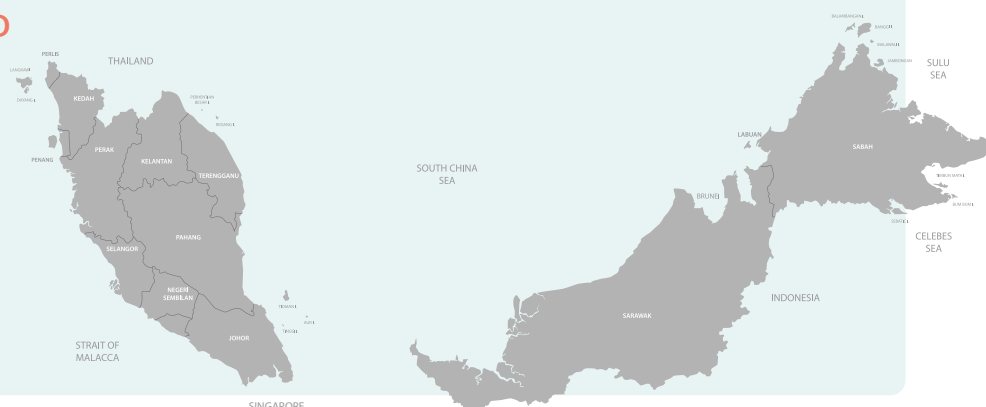 THAILAND
PERLIS
LANGKAWI
KEDAH
PENANG
PERAK
KELANTAN
TERENGGANU
PAHANG
SELANGOR
NEGERI
SEMBILAN
JOHOR
STRAIT OF
MALACCA
SINGAPORE
SOUTH CHINA
SEA
BRUNEI
LABUAN
SABAH
SARAWAK
INDONESIA
SULU
SEA
CELEBES
SEA